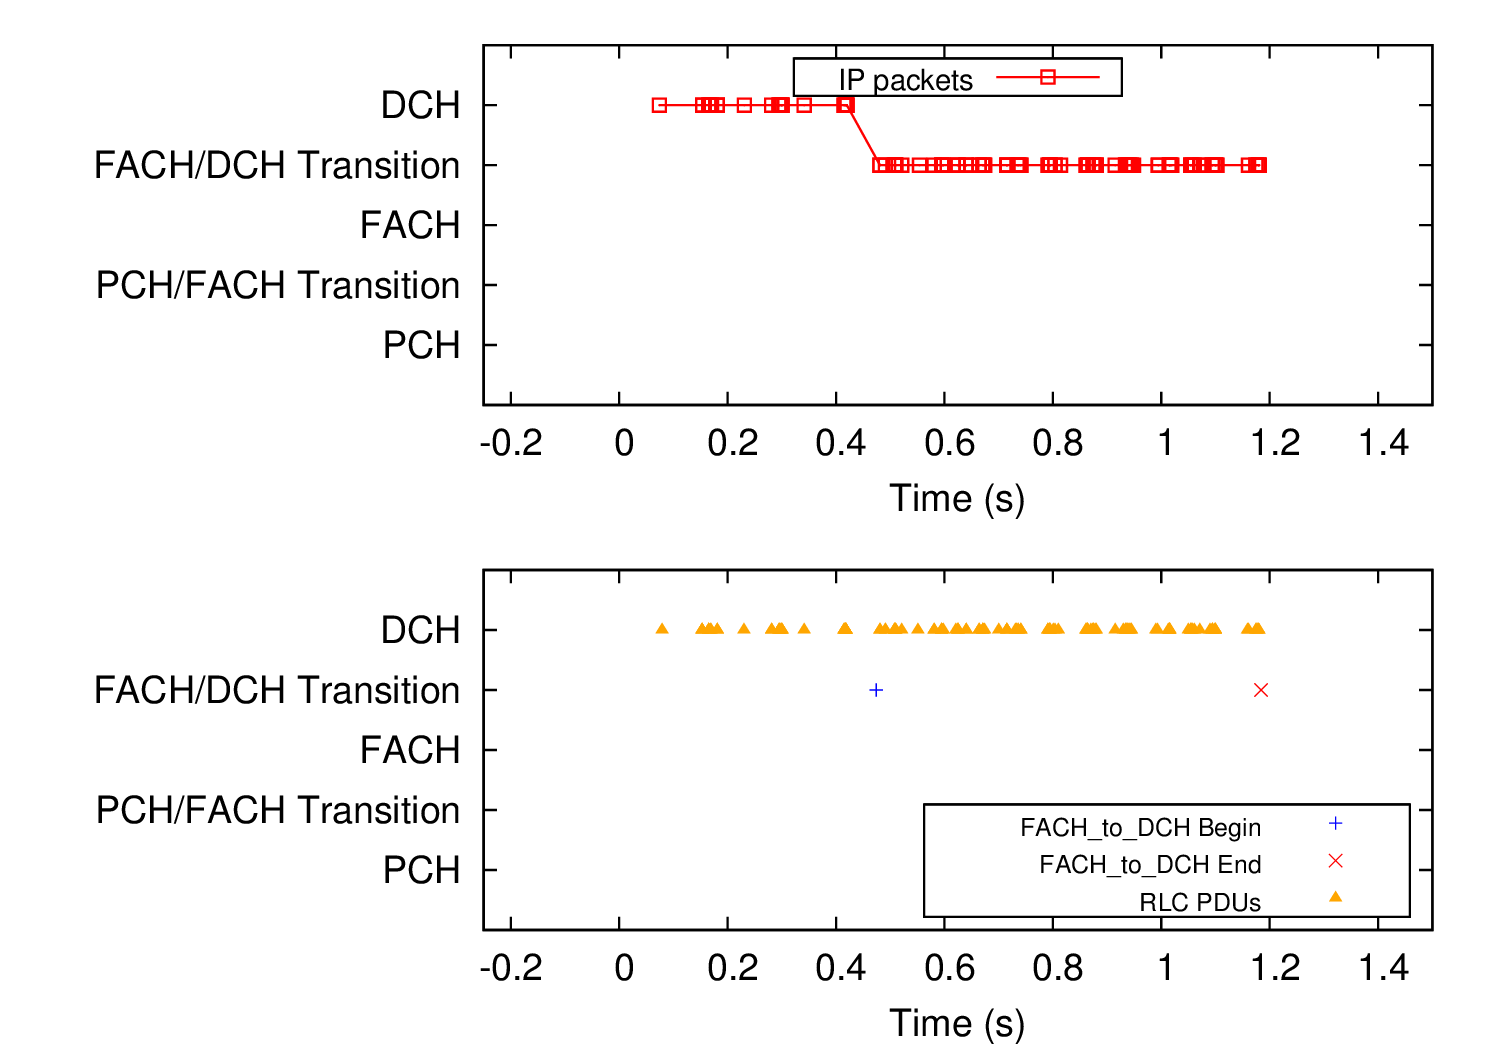 IP packets
DCH
FACH/DCH Transition
FACH
PCH/FACH Transition
PCH
-0.2 0 0.2 0.4 0.6 0.8 1 1.2 1.4
Time (s)
DCH
FACH/DCH Transition
FACH
PCH/FACH Transition
PCH
FACH_to_DCH Begin
FACH_to_DCH End
RLC PDUs
-0.2 0 0.2 0.4 0.6 0.8 1 1.2 1.4
Time (s)